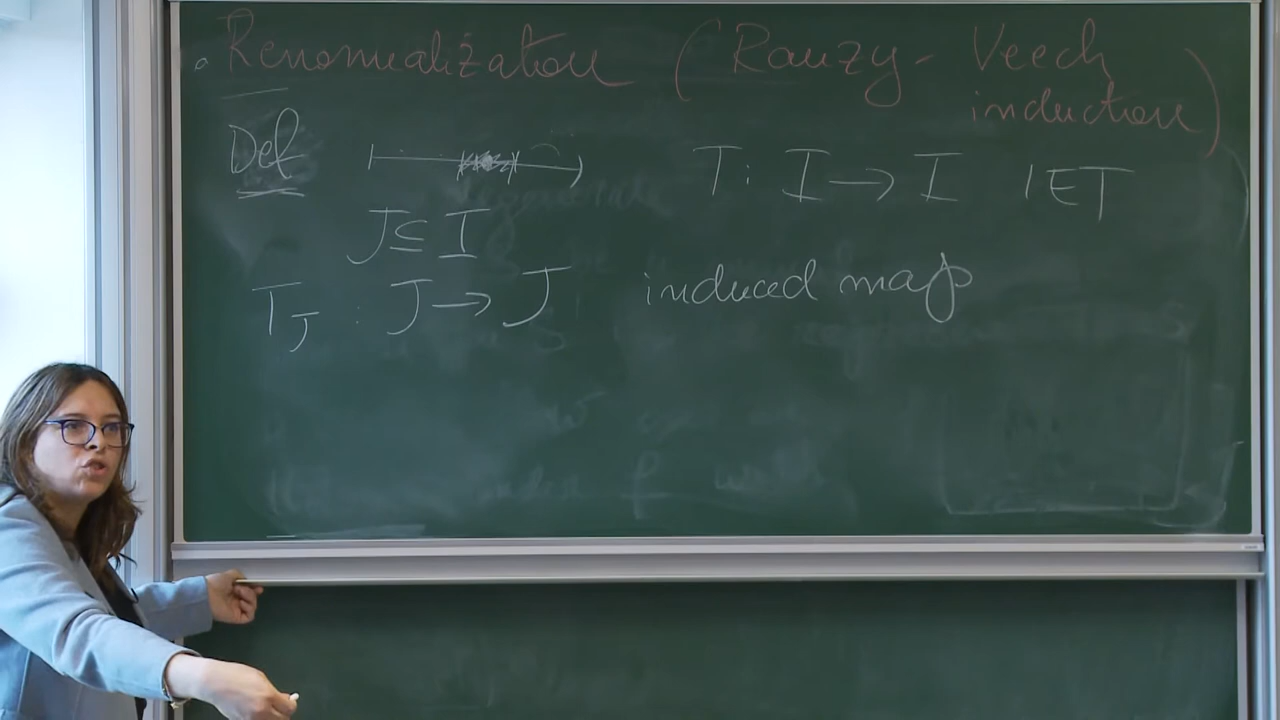 Renormalization (Rauzy-Veech
induction)
Def T: I → I IET
J ⊆ I
T_J : J → J induced map